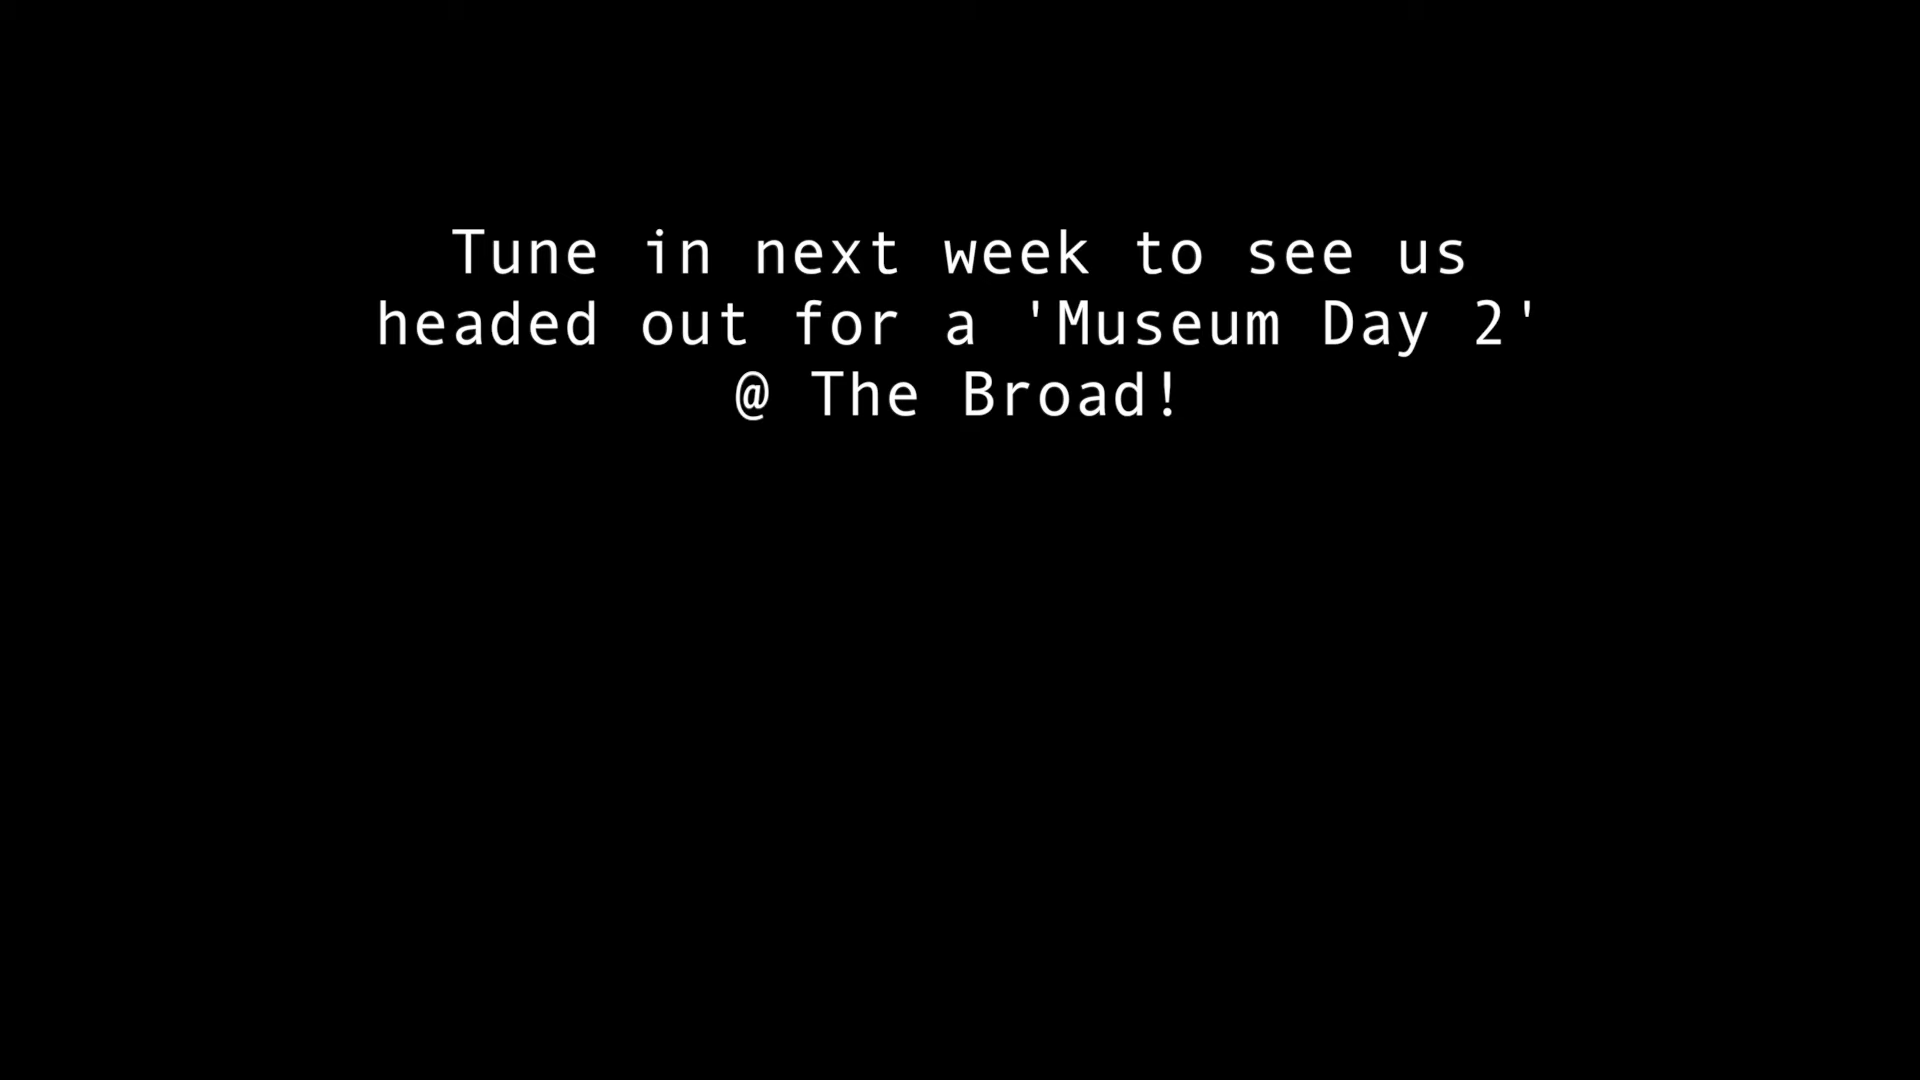 Tune in next week to see us
headed out for a 'Museum Day 2'
@ The Broad!